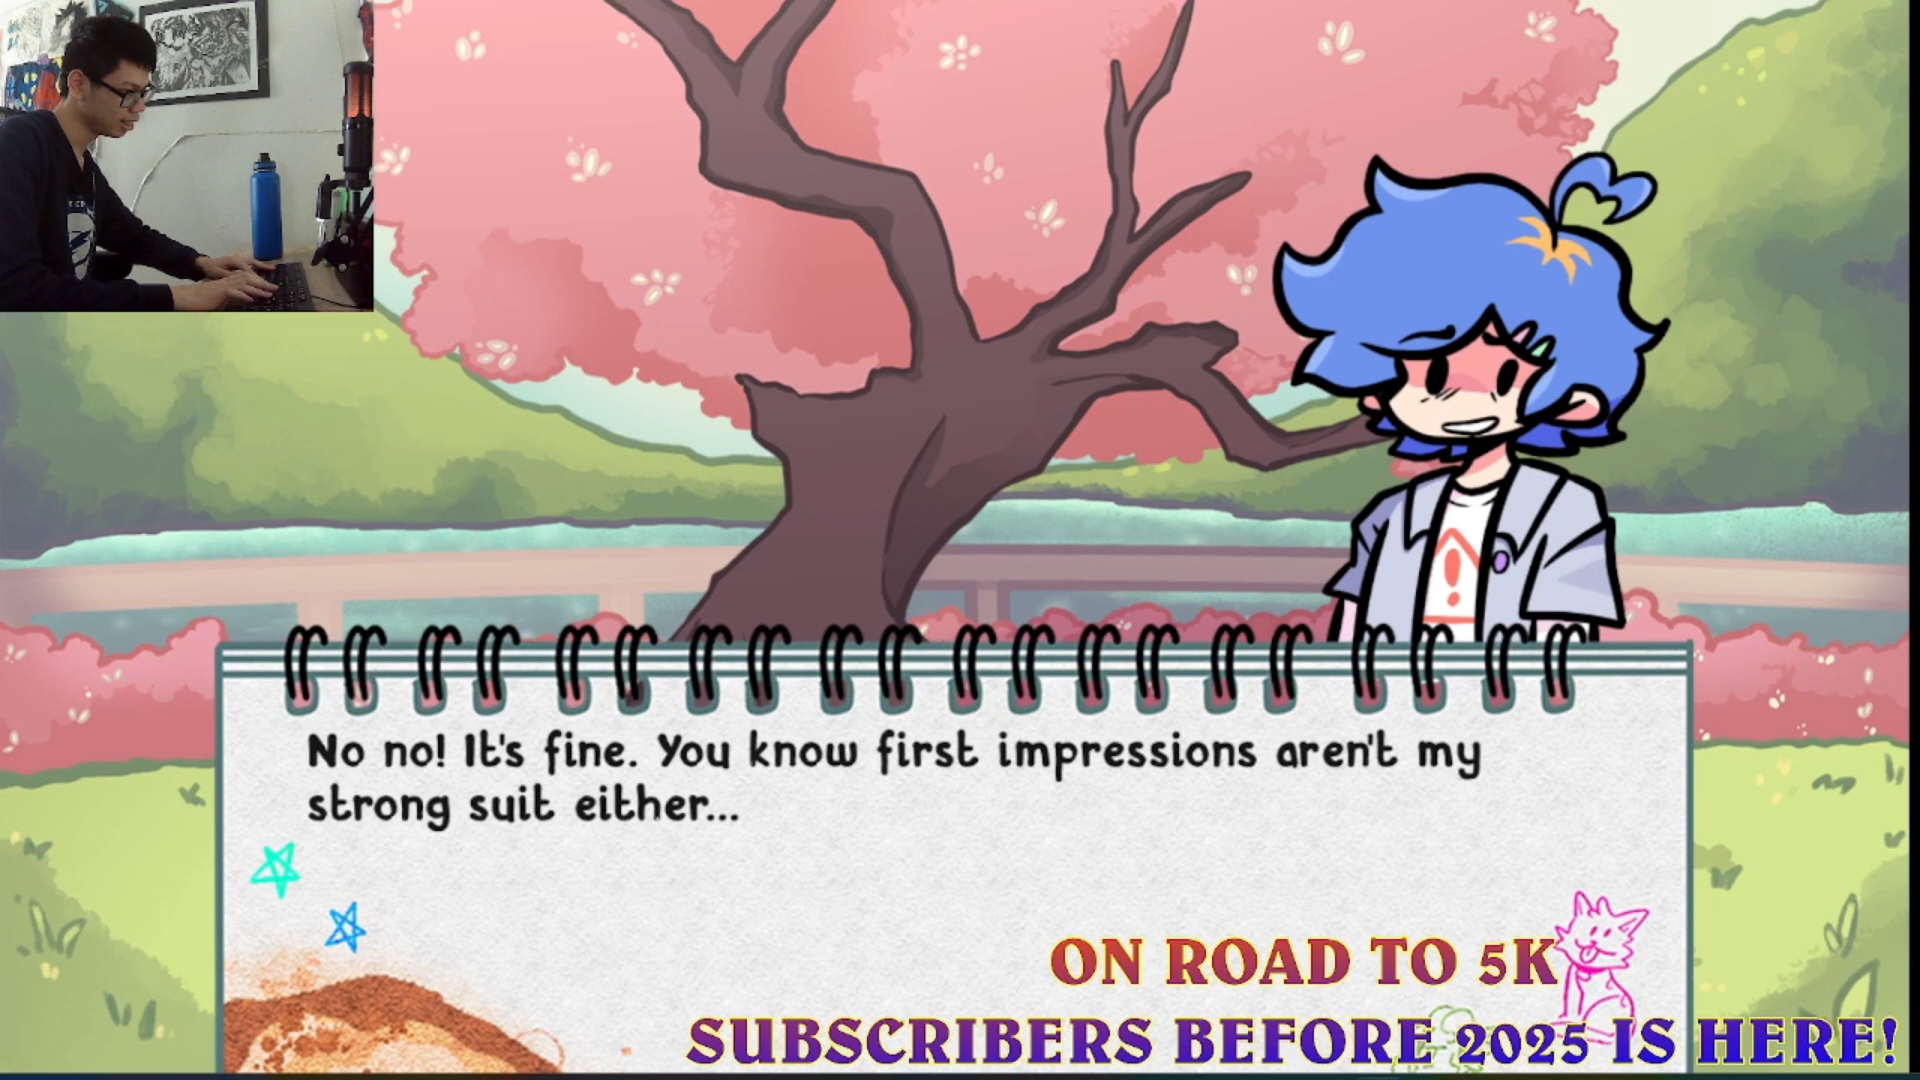 No no! It's fine. You know first impressions aren't my
strong suit either...
ON ROAD TO 5K
SUBSCRIBERS BEFORE 2025 IS HERE!